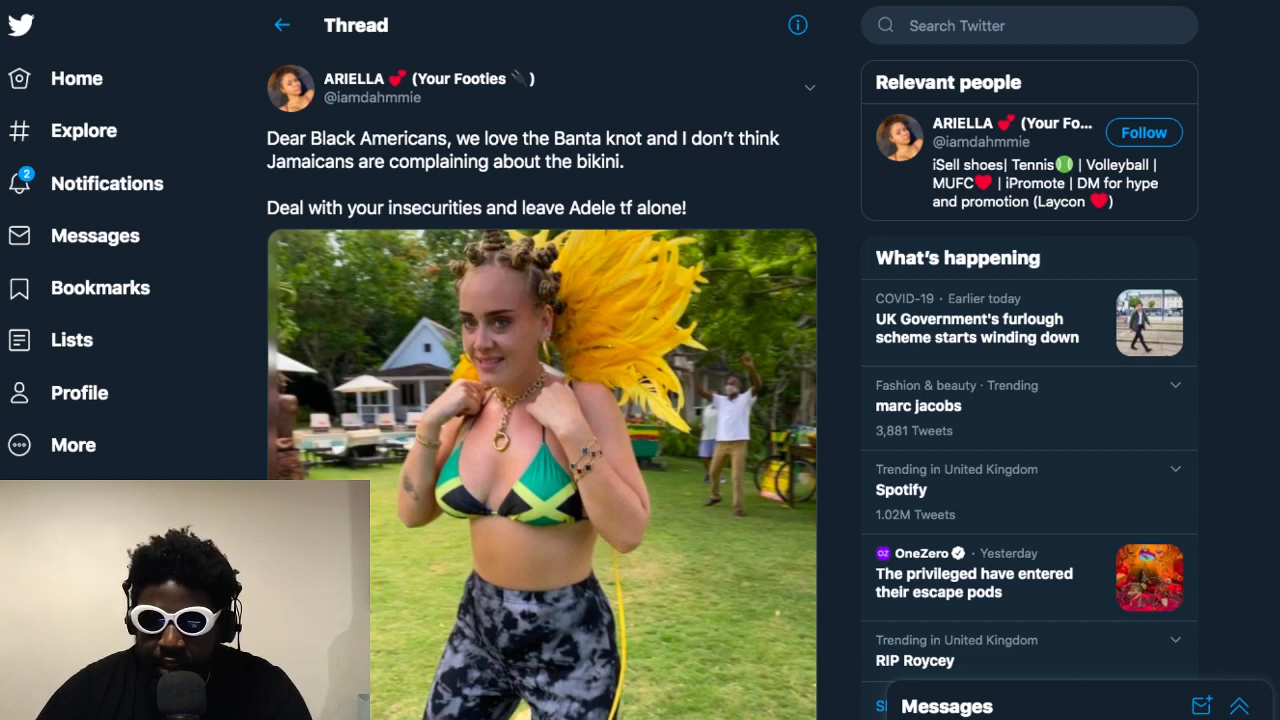 Home
Explore
2
Notifications
Messages
Bookmarks
Lists
Profile
More
Thread
ARIELLA 💕 (Your Footies 🔌)
@iamdahmmie
Dear Black Americans, we love the Banta knot and I don’t think
Jamaicans are complaining about the bikini.
Deal with your insecurities and leave Adele tf alone!
Search Twitter
Relevant people
ARIELLA 💕 (Your Fo...
@iamdahmmie
Follow
iSell shoes| Tennis🎾 | Volleyball |
MUFC❤️ | iPromote | DM for hype
and promotion (Laycon ❤️)
What’s happening
COVID-19 · Earlier today
UK Government's furlough
scheme starts winding down
Fashion & beauty · Trending
marc jacobs
3,881 Tweets
Trending in United Kingdom
Spotify
1.02M Tweets
OZ OneZero · Yesterday
The privileged have entered
their escape pods
Trending in United Kingdom
RIP Roycey
Messages